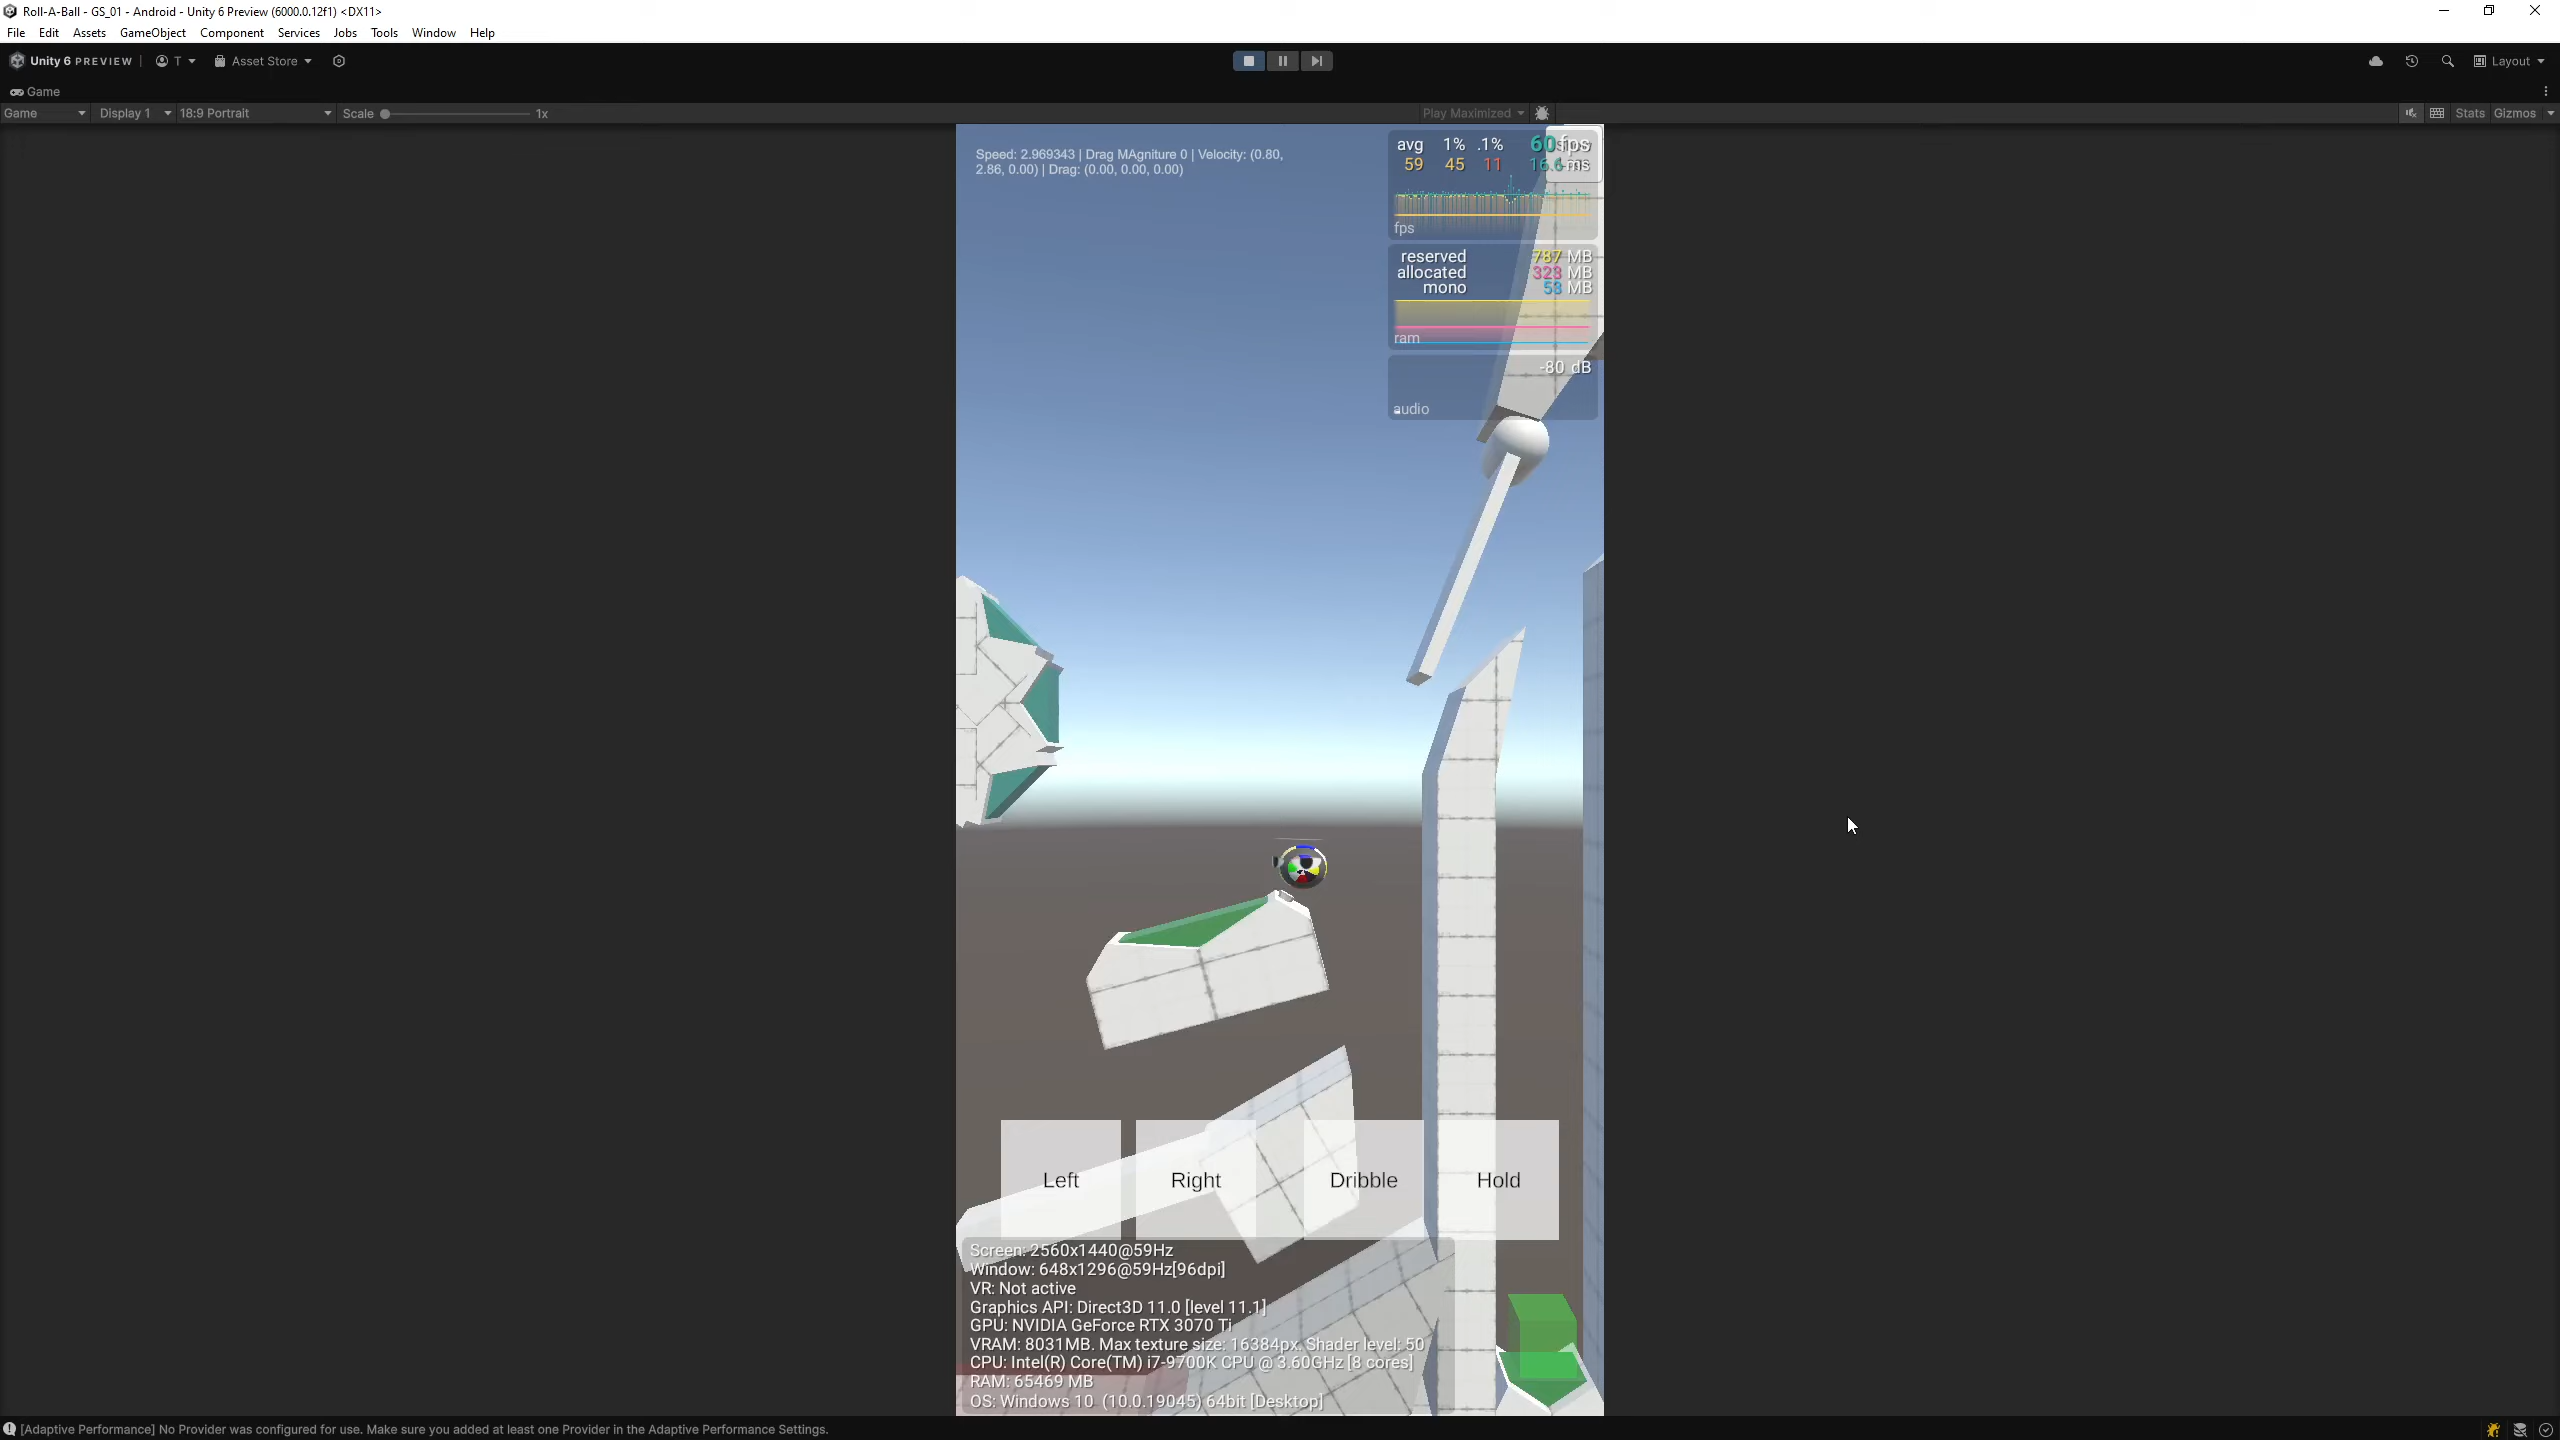 Roll-A-Ball - GS_01 - Android - Unity 6 Preview (6000.0.12f1) <DX11>
File Edit Assets GameObject Component Services Jobs Tools Window Help
Unity 6 PREVIEW T Asset Store Layout
Game
Game Display 1 18:9 Portrait Scale 1x Play Maximized Stats Gizmos
Speed: 2.969343 | Drag MAgniture 0 | Velocity: (0.80,
2.86, 0.00) | Drag: (0.00, 0.00, 0.00)
avg 1% .1% 60 fps
59 45 11 16.6 ms
fps
reserved 787 MB
allocated 323 MB
mono 58 MB
ram
-80 dB
audio
Left Right Dribble Hold
Screen: 2560x1440@59Hz
Window: 648x1296@59Hz[96dpi]
VR: Not active
Graphics API: Direct3D 11.0 [level 11.1]
GPU: NVIDIA GeForce RTX 3070 Ti
VRAM: 8031MB. Max texture size: 16384px. Shader level: 50
CPU: Intel(R) Core(TM) i7-9700K CPU @ 3.60GHz [8 cores]
RAM: 65469 MB
OS: Windows 10 (10.0.19045) 64bit [Desktop]
[Adaptive Performance] No Provider was configured for use. Make sure you added at least one Provider in the Adaptive Performance Settings.